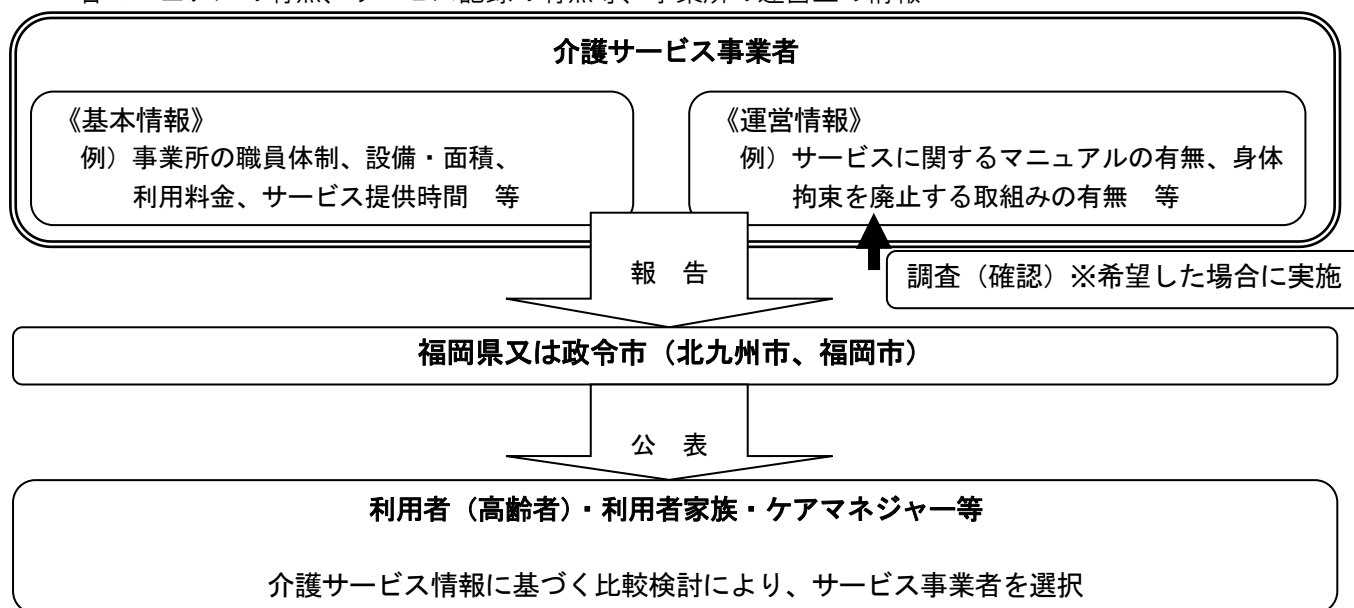 介護サービス事業者
《基本情報》
例）事業所の職員体制、設備・面積、
利用料金、サービス提供時間　等
《運営情報》
例）サービスに関するマニュアルの有無、身体
拘束を廃止する取組みの有無　等
報　告
調査（確認）※希望した場合に実施
福岡県又は政令市（北九州市、福岡市）
公　表
利用者（高齢者）・利用者家族・ケアマネジャー等
介護サービス情報に基づく比較検討により、サービス事業者を選択